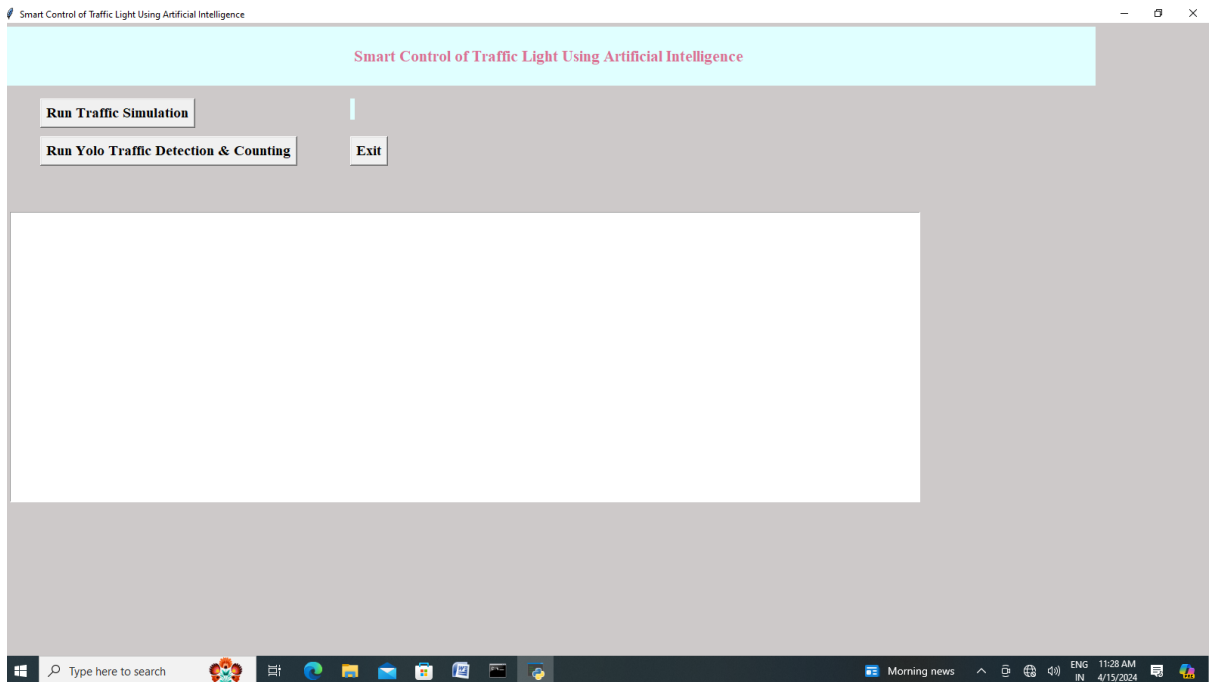 Smart Control of Traffic Light Using Artificial Intelligence
Smart Control of Traffic Light Using Artificial Intelligence
Run Traffic Simulation
Run Yolo Traffic Detection & Counting
Exit
Type here to search
Morning news
ENG
IN
11:28 AM
4/15/2024